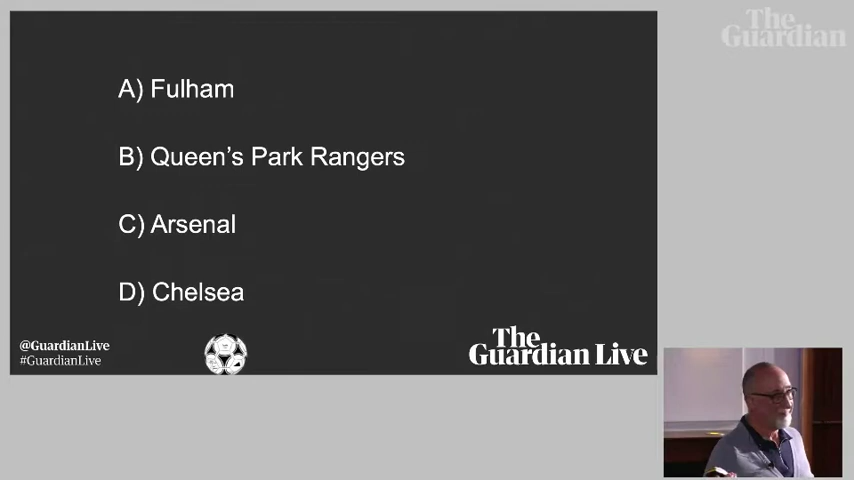 The
Guardian
A) Fulham
B) Queen's Park Rangers
C) Arsenal
D) Chelsea
@GuardianLive
#GuardianLive
The
Guardian Live